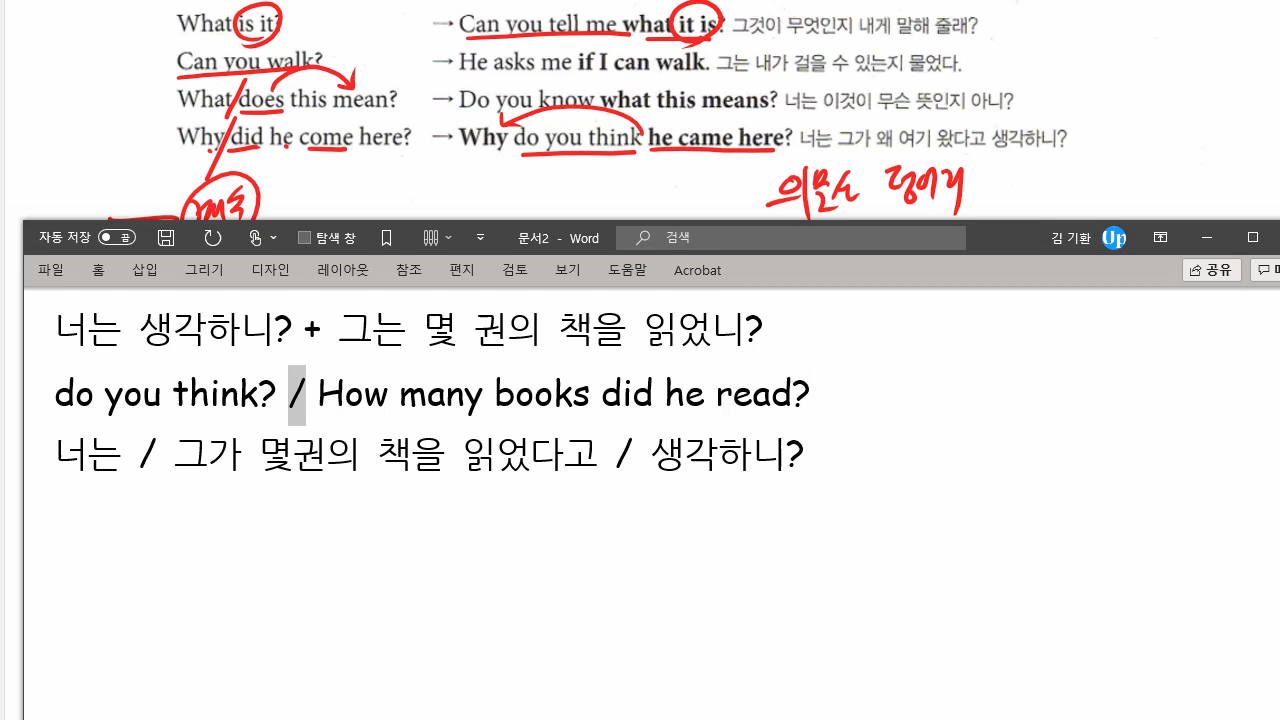 What is it? → Can you tell me what it is? 그것이 무엇인지 내게 말해 줄래?
Can you walk? → He asks me if I can walk. 그는 내가 걸을 수 있는지 물었다.
What does this mean? → Do you know what this means? 너는 이것이 무슨 뜻인지 아니?
Why did he come here? → Why do you think he came here? 너는 그가 왜 여기 왔다고 생각하니?
의문사 덩어리
자동 저장 끔 탐색 창 문서2 - Word 검색 김 기환 Up
파일 홈 삽입 그리기 디자인 레이아웃 참조 편지 검토 보기 도움말 Acrobat 공유
너는 생각하니? + 그는 몇 권의 책을 읽었니?
do you think? / How many books did he read?
너는 / 그가 몇권의 책을 읽었다고 / 생각하니?